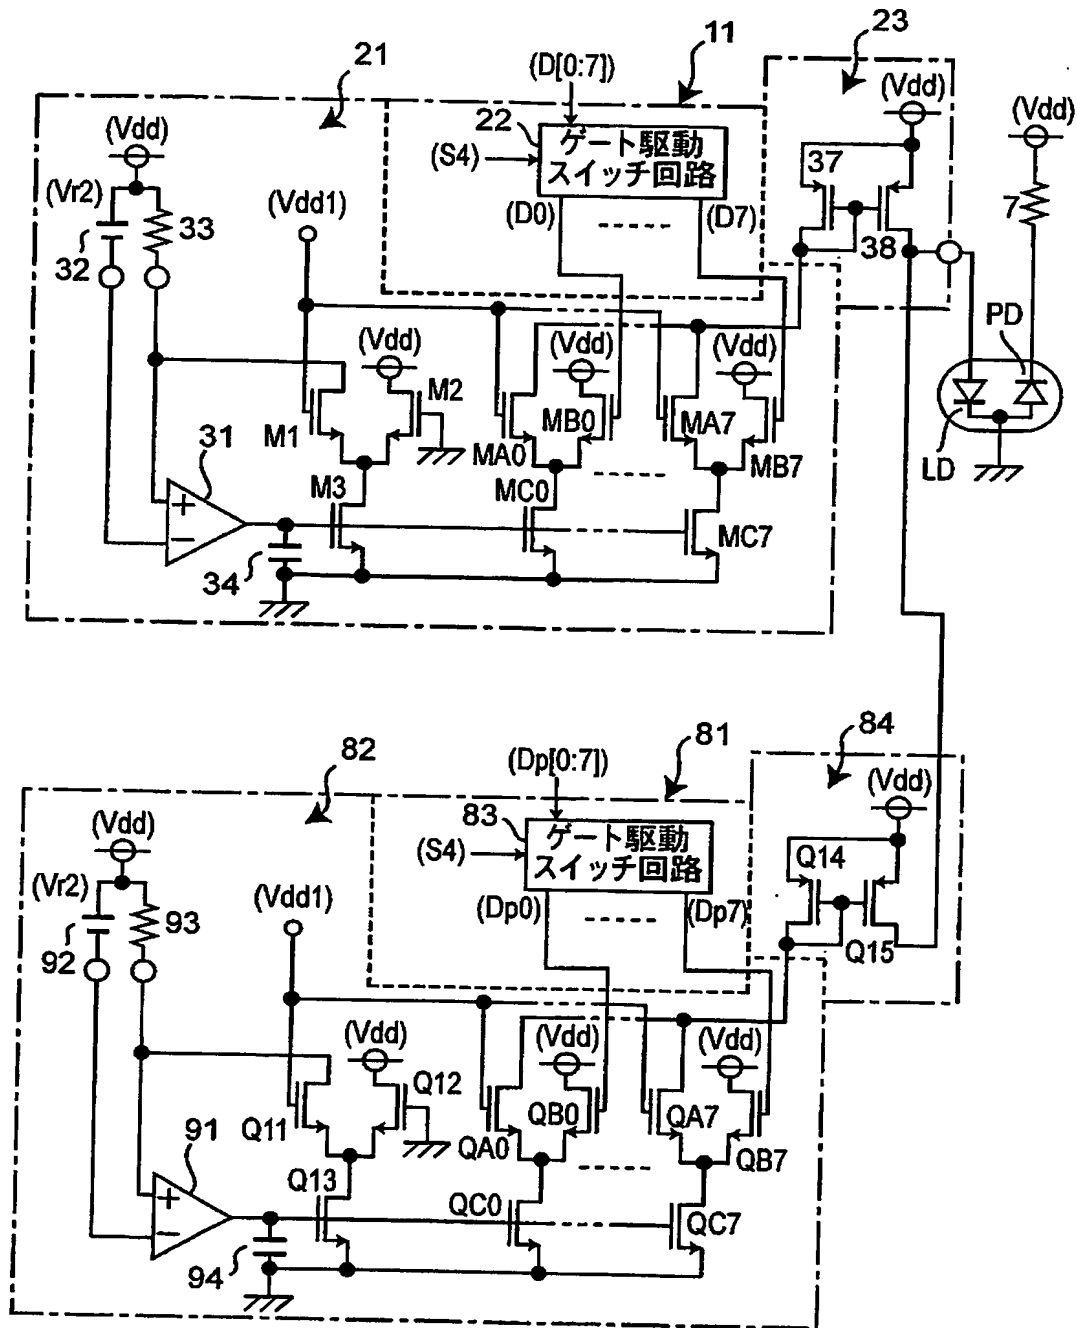 21
11
23
(D[0:7])
(Vdd)
(Vdd)
(Vdd)
22
ゲート駆動
スイッチ回路
(S4)
37
(Vr2)
33
(Vdd1)
(D0)
(D7)
7
32
38
PD
(Vdd)
(Vdd)
(Vdd)
M2
M1
MB0
MA7
MA0
MB7
LD
31
M3
MC0
MC7
34
+
−
82
81
84
(Dp[0:7])
(Vdd)
(Vdd)
83
ゲート駆動
スイッチ回路
(S4)
Q14
(Vr2)
93
(Vdd1)
(Dp0)
(Dp7)
92
Q15
(Vdd)
(Vdd)
(Vdd)
Q12
Q11
QB0
QA7
QA0
QB7
91
Q13
QC0
QC7
94
+
−